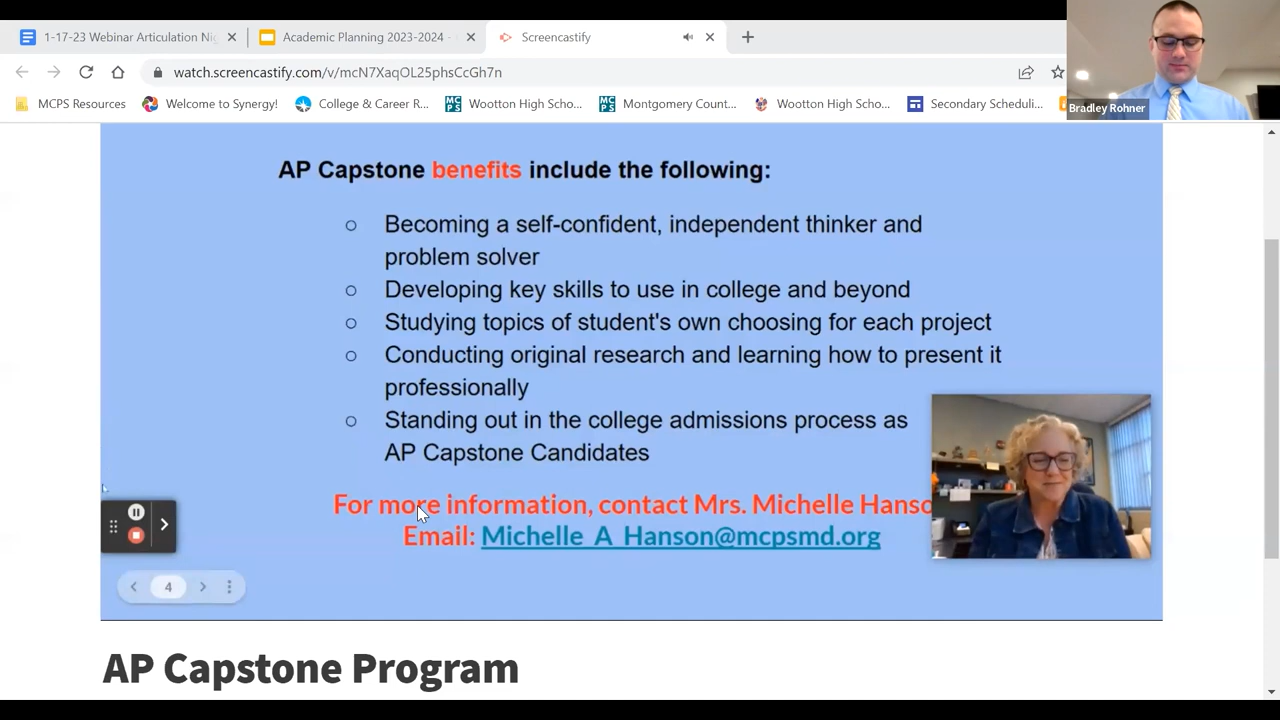 1-17-23 Webinar Articulation Nig
Academic Planning 2023-2024 -
Screencastify
watch.screencastify.com/v/mcN7XaqOL25phsCcGh7n
MCPS Resources
Welcome to Synergy!
College & Career R...
Wootton High Scho...
Montgomery Count...
Wootton High Scho...
Secondary Scheduli...
Bradley Rohner
AP Capstone benefits include the following:
Becoming a self-confident, independent thinker and
problem solver
Developing key skills to use in college and beyond
Studying topics of student's own choosing for each project
Conducting original research and learning how to present it
professionally
Standing out in the college admissions process as
AP Capstone Candidates
For more information, contact Mrs. Michelle Hanso
Email: Michelle_A_Hanson@mcpsmd.org
4
AP Capstone Program